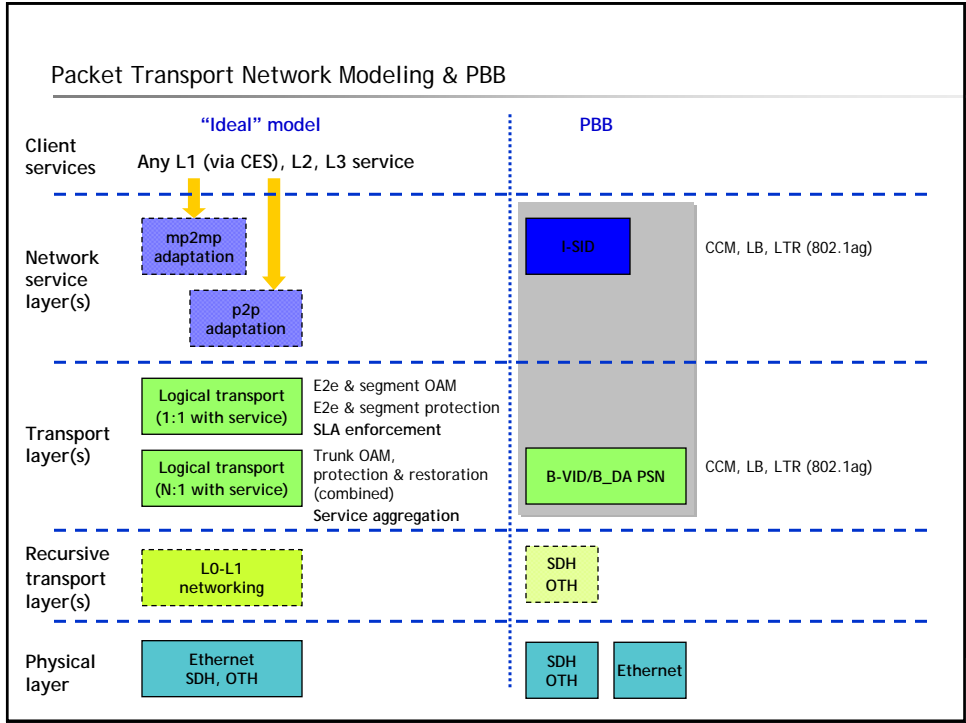 Packet Transport Network Modeling & PBB
“Ideal” model
PBB
Client
services
Any L1 (via CES), L2, L3 service
Network
service
layer(s)
mp2mp
adaptation
p2p
adaptation
I-SID
CCM, LB, LTR (802.1ag)
Transport
layer(s)
Logical transport
(1:1 with service)
E2e & segment OAM
E2e & segment protection
SLA enforcement
Logical transport
(N:1 with service)
Trunk OAM,
protection & restoration
(combined)
Service aggregation
B-VID/B_DA PSN
CCM, LB, LTR (802.1ag)
Recursive
transport
layer(s)
L0-L1
networking
SDH
OTH
Physical
layer
Ethernet
SDH, OTH
SDH
OTH
Ethernet